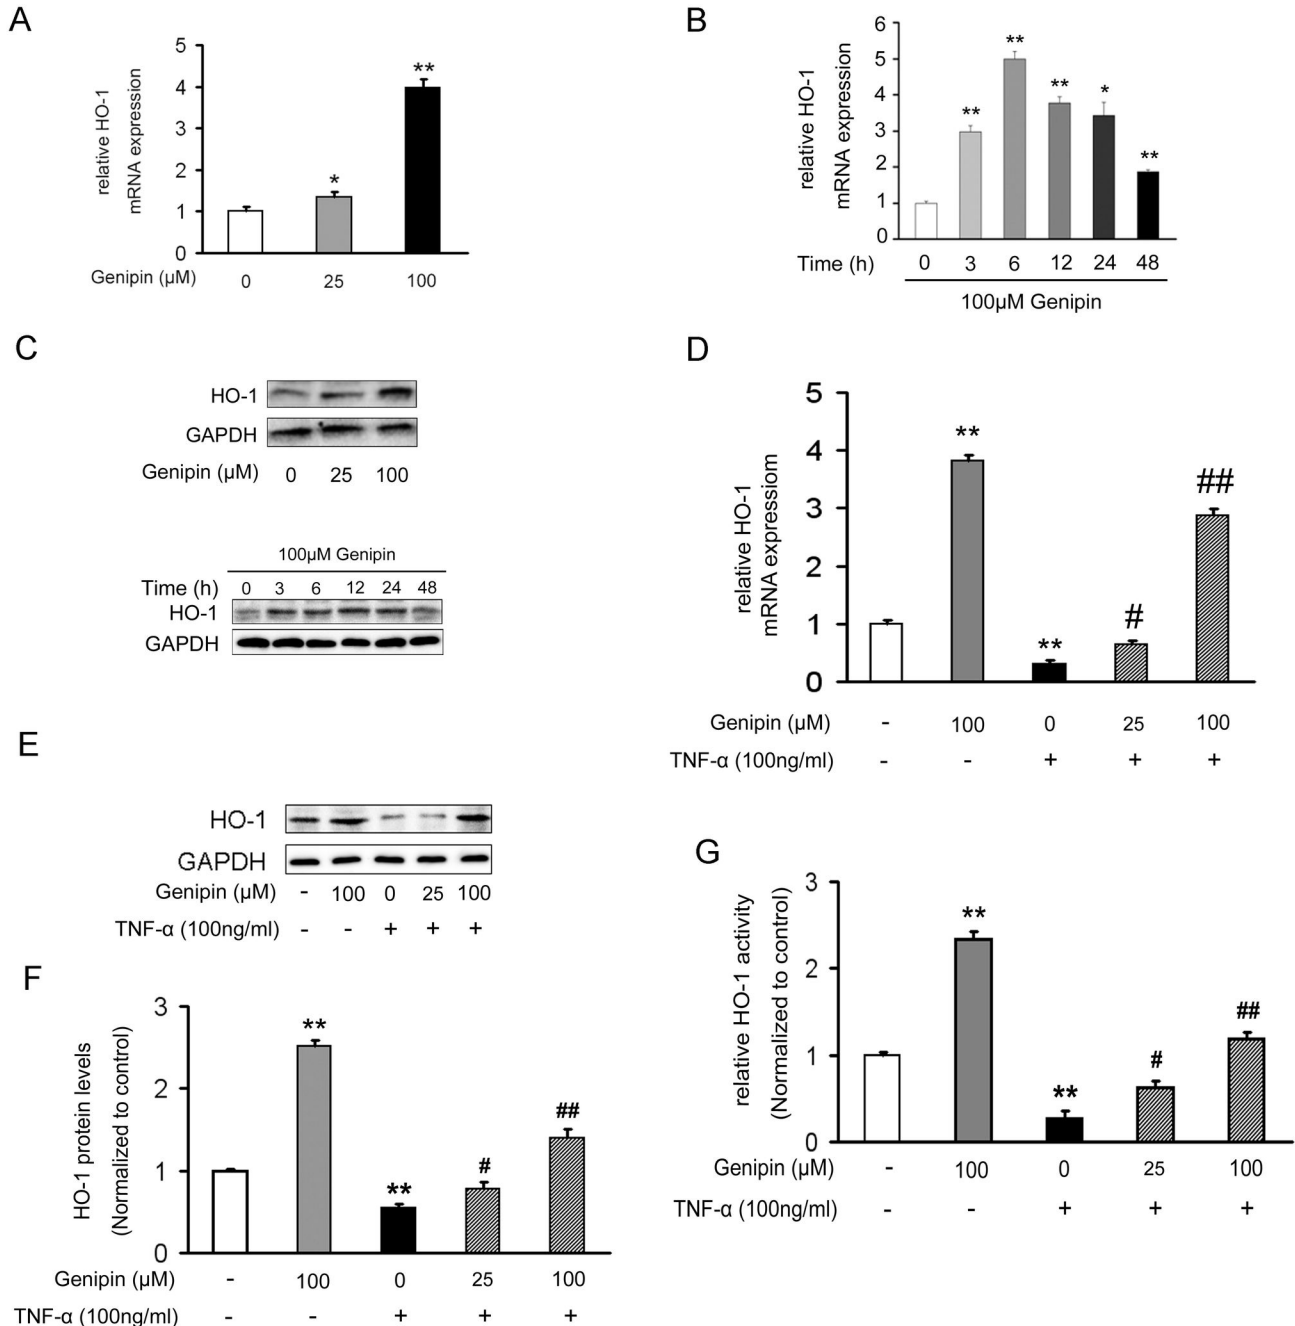 A
relative HO-1
mRNA expression
5
4
3
2
1
0
*
**
Genipin (μM) 0 25 100
B
relative HO-1
mRNA expression
6
5
4
3
2
1
0
**
**
**
*
**
Time (h) 0 3 6 12 24 48
100μM Genipin
C
HO-1
GAPDH
Genipin (μM) 0 25 100
100μM Genipin
Time (h) 0 3 6 12 24 48
HO-1
GAPDH
D
relative HO-1
mRNA expressiom
5
4
3
2
1
0
**
**
#
##
Genipin (μM) - 100 0 25 100
TNF-α (100ng/ml) - - + + +
E
HO-1
GAPDH
Genipin (μM) - 100 0 25 100
TNF-α (100ng/ml) - - + + +
F
HO-1 protein levels
(Normalized to control)
3
2
1
0
**
**
#
##
Genipin (μM) - 100 0 25 100
TNF-α (100ng/ml) - - + + +
G
relative HO-1 activity
(Normalized to control)
3
2
1
0
**
**
#
##
Genipin (μM) - 100 0 25 100
TNF-α (100ng/ml) - - + + +